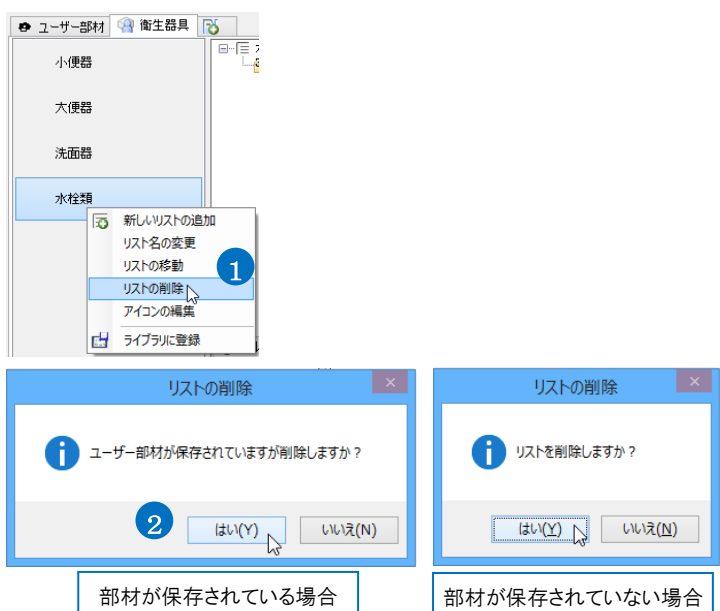 ユーザー部材 衛生器具
小便器
大便器
洗面器
水栓類
新しいリストの追加
リスト名の変更
リストの移動
1
リストの削除
アイコンの編集
ライブラリに登録
リストの削除
ユーザー部材が保存されていますが削除しますか？
2
はい(Y) いいえ(N)
部材が保存されている場合
リストの削除
リストを削除しますか？
はい(Y) いいえ(N)
部材が保存されていない場合